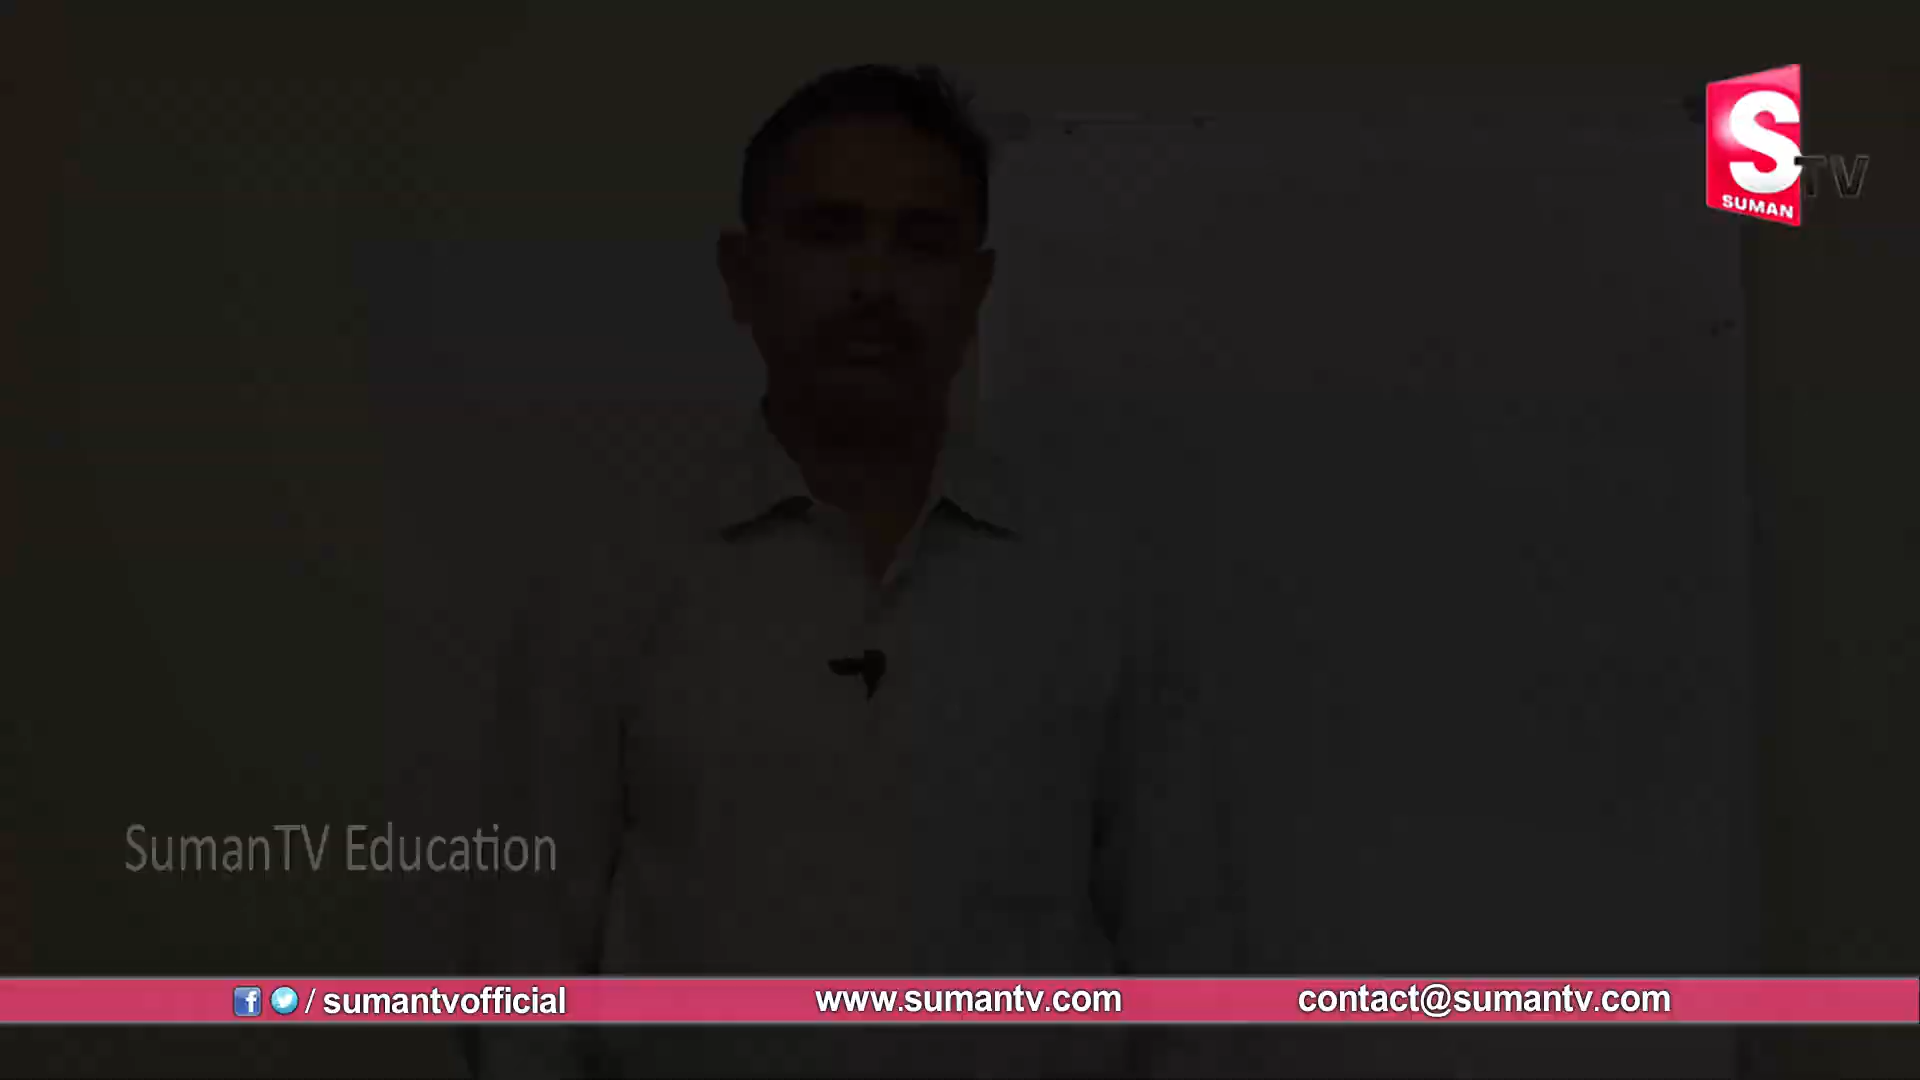 S
SUMAN
TV
SumanTV Education
f / sumantvofficial
www.sumantv.com
contact@sumantv.com